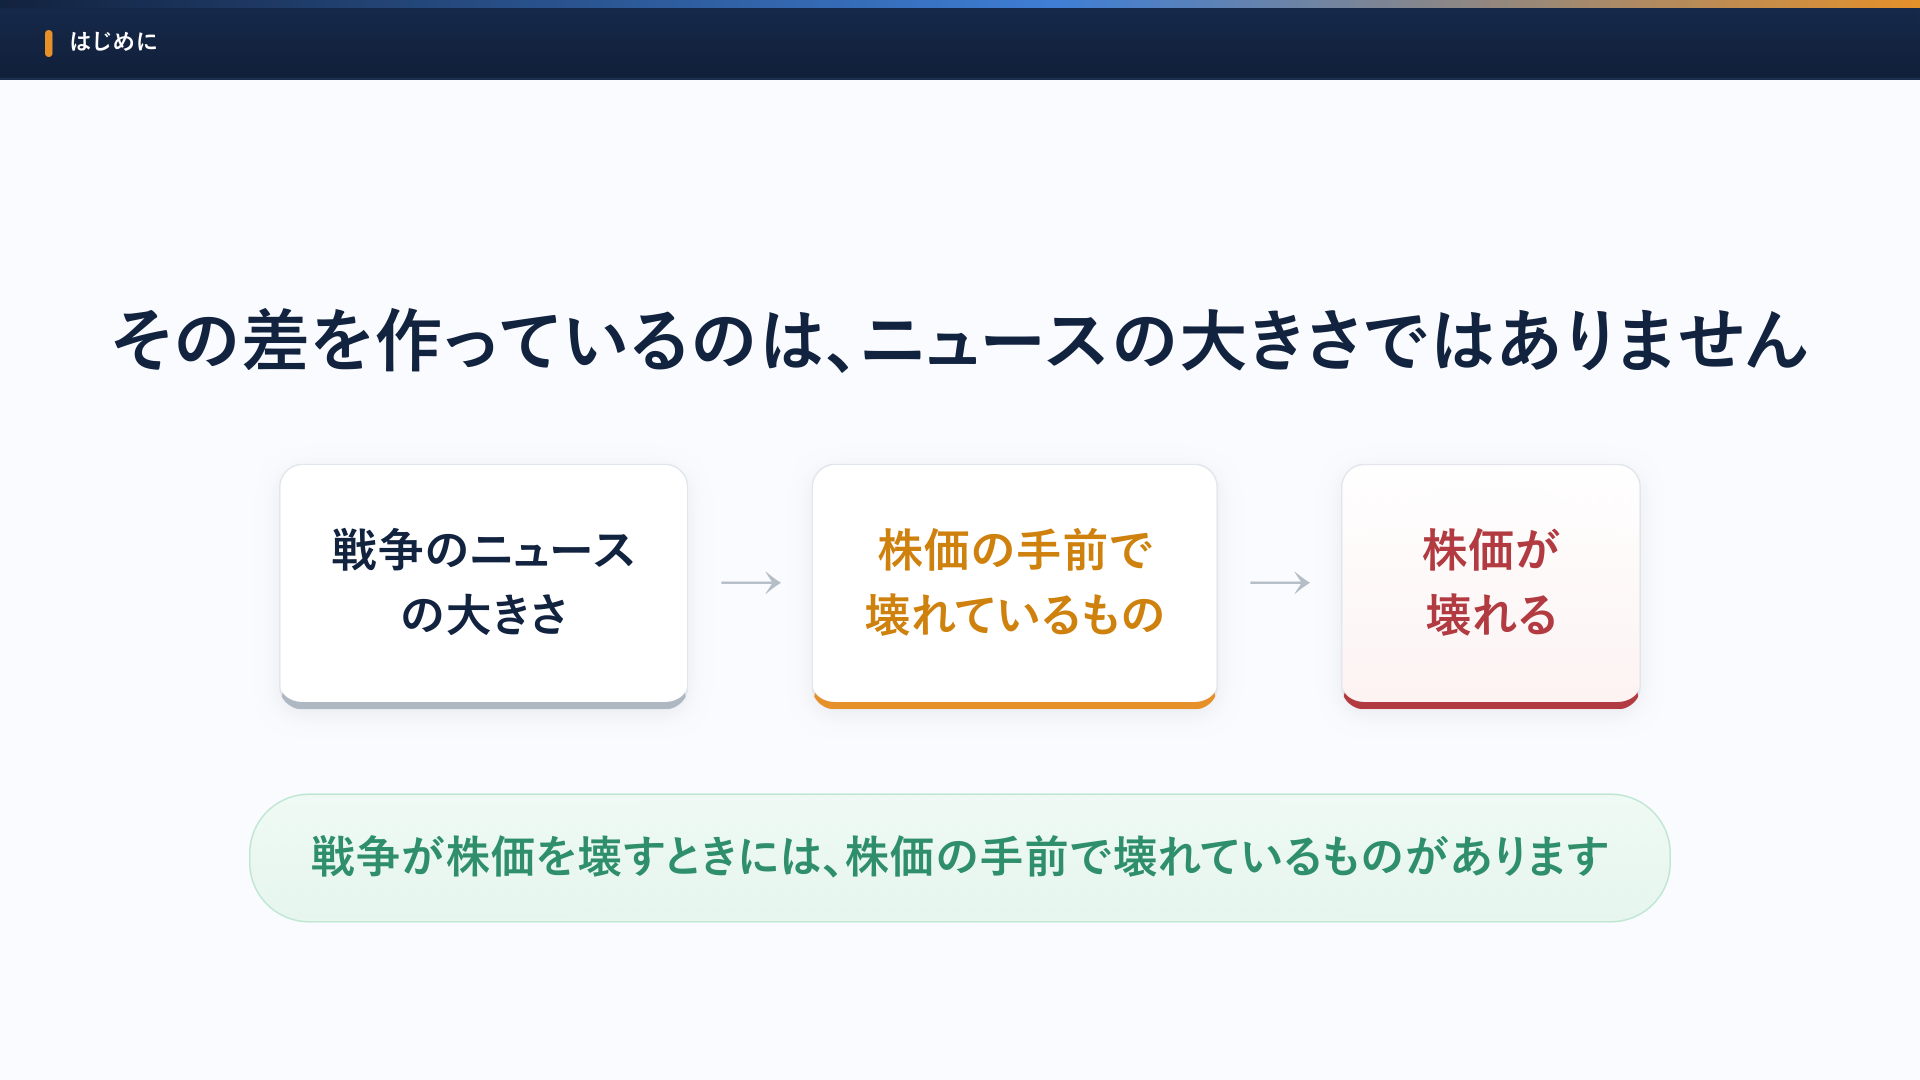 はじめに
その差を作っているのは、ニュースの大きさではありません
戦争のニュース
の大きさ
→
株価の手前で
壊れているもの
→
株価が
壊れる
戦争が株価を壊すときには、株価の手前で壊れているものがあります